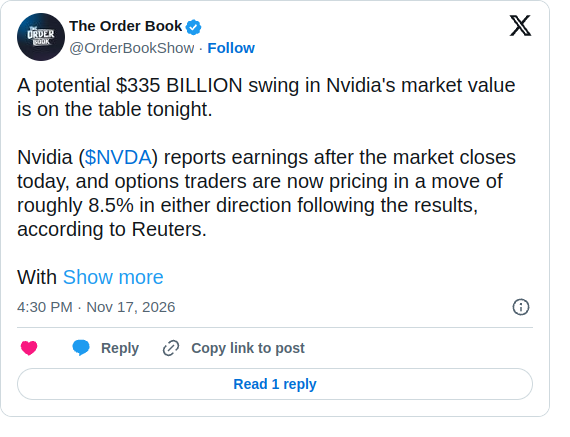 THE
ORDER
BOOK
The Order Book
@OrderBookShow · Follow
A potential $335 BILLION swing in Nvidia's market value
is on the table tonight.
Nvidia ($NVDA) reports earnings after the market closes
today, and options traders are now pricing in a move of
roughly 8.5% in either direction following the results,
according to Reuters.
With Show more
4:30 PM · Nov 17, 2026
Reply
Copy link to post
Read 1 reply